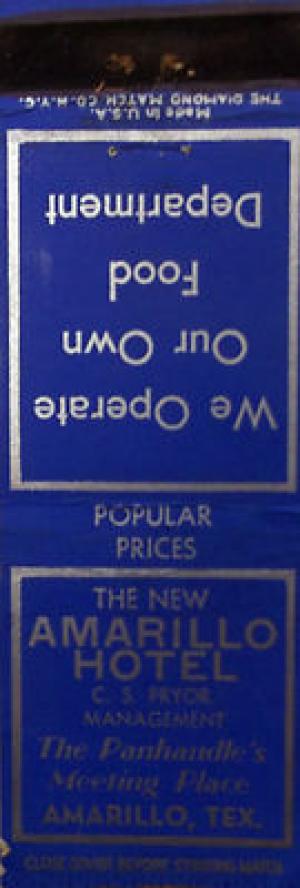 THE DIAMOND MATCH CO. N.Y.C.
Made in U.S.A.
We Operate
Our Own
Food
Department
POPULAR
PRICES
THE NEW
AMARILLO
HOTEL
C. S. PRYOR
MANAGEMENT
The Panhandle's
Meeting Place
AMARILLO, TEX.
CLOSE COVER BEFORE STRIKING MATCH